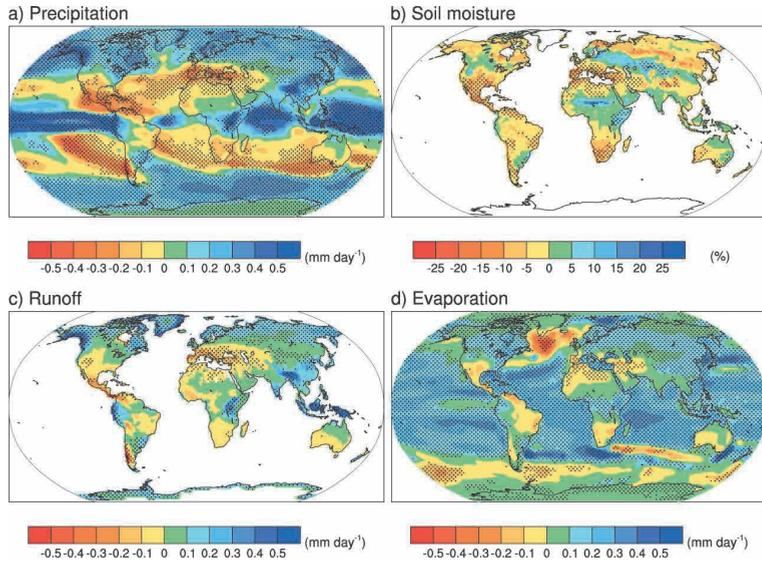 a) Precipitation
b) Soil moisture
-0.5 -0.4 -0.3 -0.2 -0.1 0 0.1 0.2 0.3 0.4 0.5 (mm day⁻¹)
-25 -20 -15 -10 -5 0 5 10 15 20 25 (%)
c) Runoff
d) Evaporation
-0.5 -0.4 -0.3 -0.2 -0.1 0 0.1 0.2 0.3 0.4 0.5 (mm day⁻¹)
-0.5 -0.4 -0.3 -0.2 -0.1 0 0.1 0.2 0.3 0.4 0.5 (mm day⁻¹)